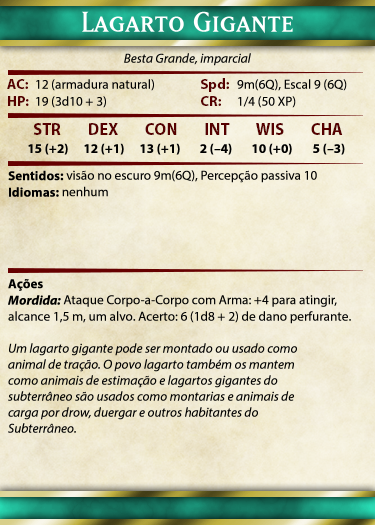 Lagarto Gigante
Besta Grande, imparcial
AC: 12 (armadura natural) Spd: 9m(6Q), Escal 9 (6Q)
HP: 19 (3d10 + 3) CR: 1/4 (50 XP)
STR DEX CON INT WIS CHA
15 (+2) 12 (+1) 13 (+1) 2 (–4) 10 (+0) 5 (–3)
Sentidos: visão no escuro 9m(6Q), Percepção passiva 10
Idiomas: nenhum
Ações
Mordida: Ataque Corpo-a-Corpo com Arma: +4 para atingir,
alcance 1,5 m, um alvo. Acerto: 6 (1d8 + 2) de dano perfurante.
Um lagarto gigante pode ser montado ou usado como
animal de tração. O povo lagarto também os mantem
como animais de estimação e lagartos gigantes do
subterrâneo são usados como montarias e animais de
carga por drow, duergar e outros habitantes do
Subterrâneo.